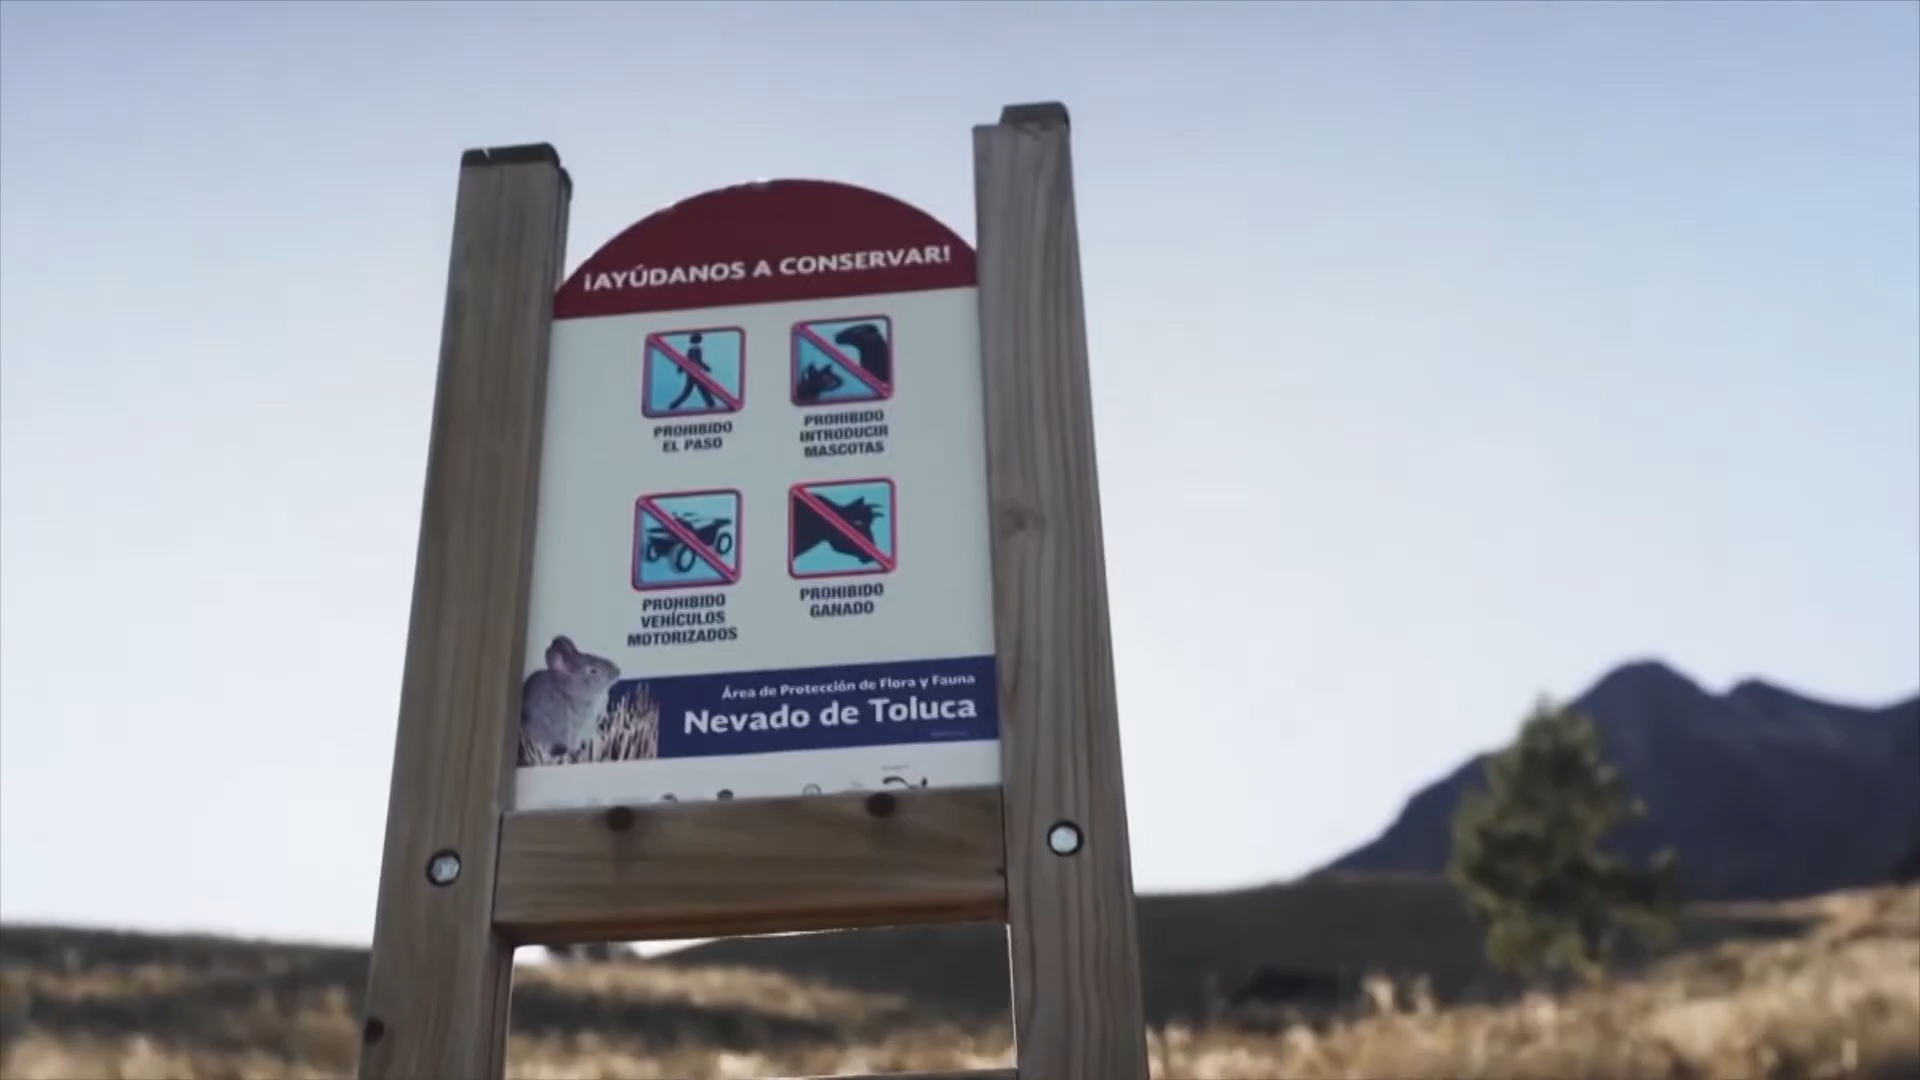 ¡AYÚDANOS A CONSERVAR!
PROHIBIDO
EL PASO
PROHIBIDO
INTRODUCIR
MASCOTAS
PROHIBIDO
VEHÍCULOS
MOTORIZADOS
PROHIBIDO
GANADO
Área de Protección de Flora y Fauna
Nevado de Toluca